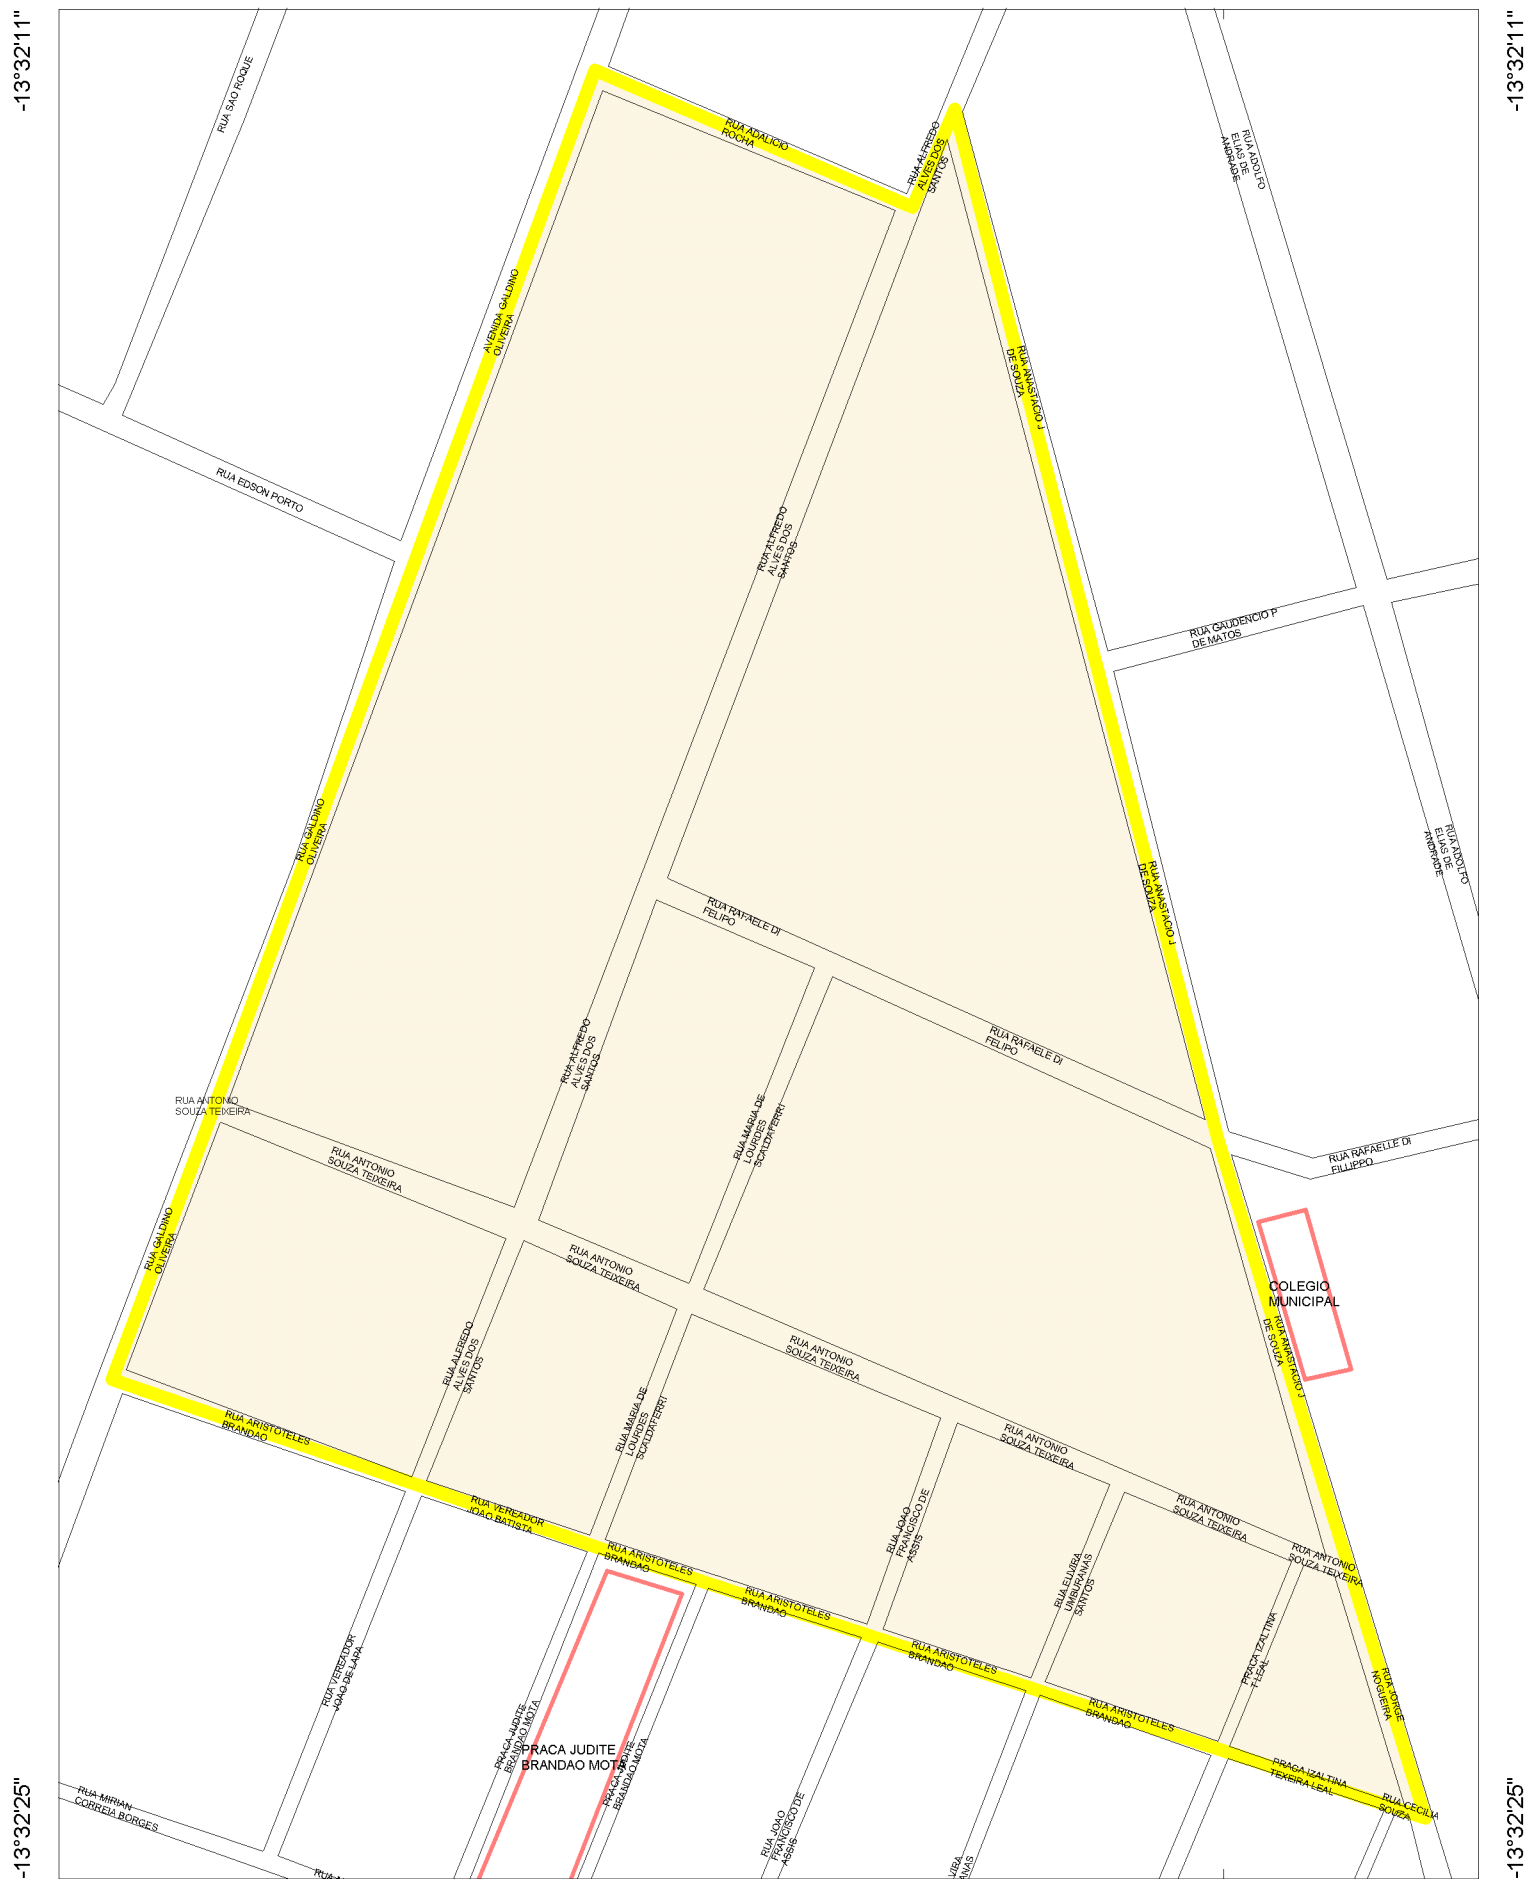 -13°32'11"
-13°32'11"
RUA SAO ROQUE
RUA ADALICIO
ROCHA
RUA ALFREDO
ALVES DOS
SANTOS
RUA ADOLFO
ELIAS DE
ANDRADE
AVENIDA GALDINO
OLIVEIRA
RUA ANASTACIO J
DE SOUZA
RUA EDSON PORTO
RUA ALFREDO
ALVES DOS
SANTOS
RUA GAUDENCIO P
DE MATOS
RUA GALDINO
OLIVEIRA
RUA ADOLFO
ELIAS DE
ANDRADE
RUA ANASTACIO J
DE SOUZA
RUA RAFAELE DI
FELIPO
RUA ALFREDO
ALVES DOS
SANTOS
RUA RAFAELE DI
FELIPO
RUA ANTONIO
SOUZA TEIXEIRA
RUA MARIA DE
LOURDES
SCALDAFERRI
RUA RAFAELLE DI
FILLIPPO
RUA ANTONIO
SOUZA TEIXEIRA
RUA GALDINO
OLIVEIRA
RUA ANTONIO
SOUZA TEIXEIRA
COLEGIO
MUNICIPAL
RUA ANASTACIO J
DE SOUZA
RUA ALFREDO
ALVES DOS
SANTOS
RUA ANTONIO
SOUZA TEIXEIRA
RUA MARIA DE
LOURDES
SCALDAFERRI
RUA ARISTOTELES
BRANDAO
RUA ANTONIO
SOUZA TEIXEIRA
RUA VEREADOR
JOAO BATISTA
RUA JOAO
FRANCISCO DE
ASSIS
RUA ANTONIO
SOUZA TEIXEIRA
RUA ARISTOTELES
BRANDAO
RUA ELIVIRA
UMBURANAS
SANTOS
RUA ANTONIO
SOUZA TEIXEIRA
RUA ARISTOTELES
BRANDAO
RUA ARISTOTELES
BRANDAO
PRACA IZALTINA
T LEAL
RUA JORGE
NOGUEIRA
RUA VEREADOR
JOAO DE LAPA
RUA ARISTOTELES
BRANDAO
PRACA JUDITE
BRANDAO MOTA
PRACA JUDITE
BRANDAO MOTA
PRACA JUDITE
BRANDAO MOTA
PRACA IZALTINA
TEXEIRA LEAL
RUA CECILIA
SOUZA
RUA MIRIAN
CORREIA BORGES
RUA JOAO
FRANCISCO DE
ASSIS
-13°32'25"
-13°32'25"